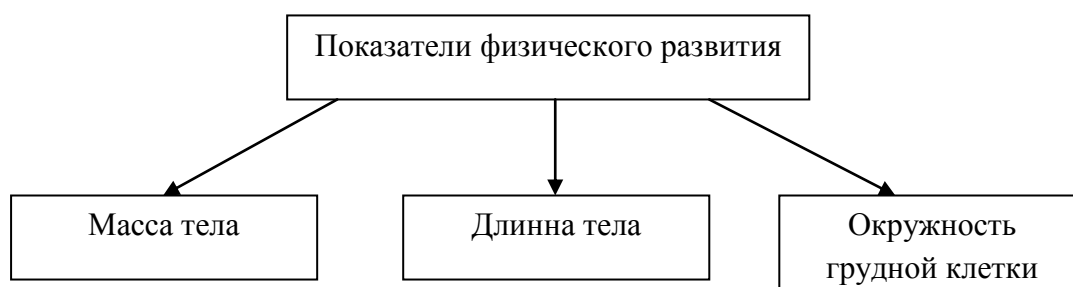 Показатели физического развития
Масса тела
Длинна тела
Окружность
грудной клетки